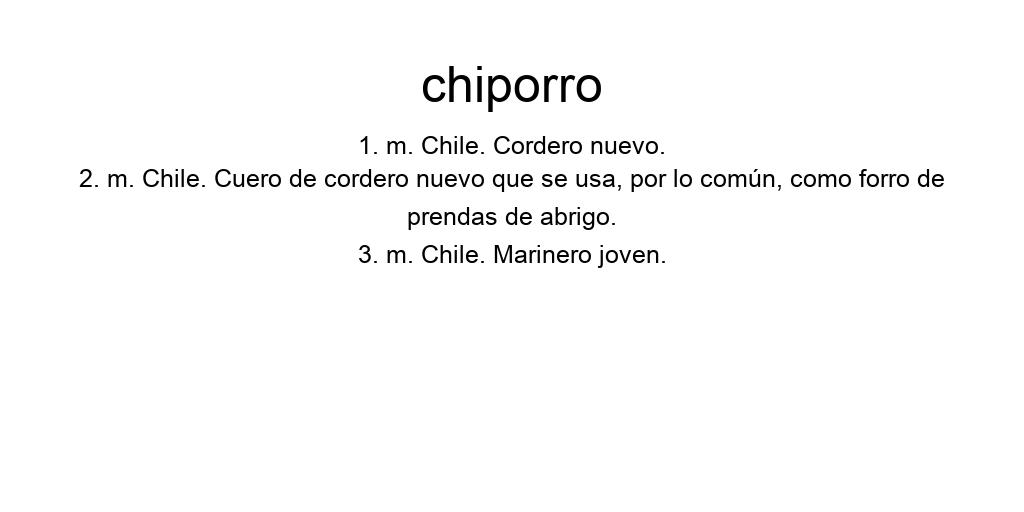 chiporro
1. m. Chile. Cordero nuevo.
2. m. Chile. Cuero de cordero nuevo que se usa, por lo común, como forro de
prendas de abrigo.
3. m. Chile. Marinero joven.